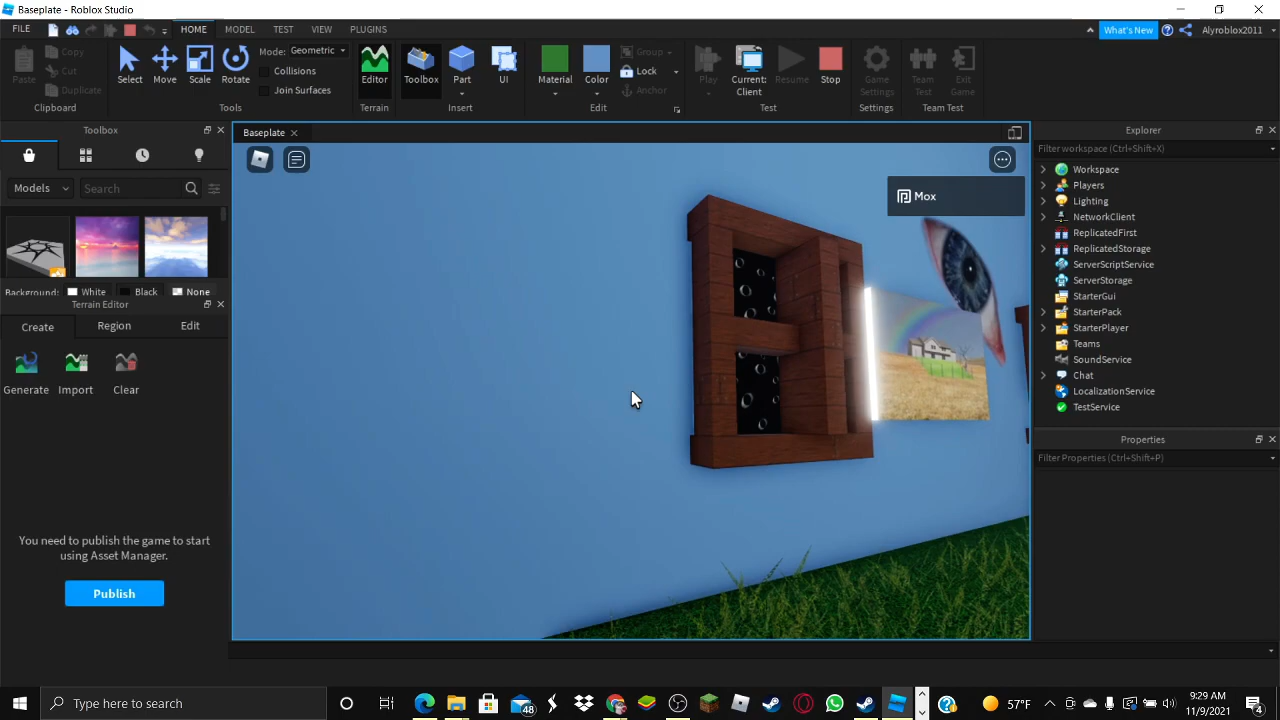 Baseplate - Roblox Studio
FILE HOME MODEL TEST VIEW PLUGINS What's New Alyroblox2011
Paste Copy Cut Duplicate Clipboard
Select Move Scale Rotate Mode: Geometric Collisions Join Surfaces Tools
Editor Terrain
Toolbox Part UI Insert
Material Color Group Lock Anchor Edit
Play Current: Client Resume Stop Test
Game Settings Settings
Team Test Exit Game Team Test
Toolbox
Models Search
Background: White Black None
Terrain Editor
Create Region Edit
Generate Import Clear
You need to publish the game to start
using Asset Manager.
Publish
Baseplate
Mox
Explorer
Filter workspace (Ctrl+Shift+X)
Workspace
Players
Lighting
NetworkClient
ReplicatedFirst
ReplicatedStorage
ServerScriptService
ServerStorage
StarterGui
StarterPack
StarterPlayer
Teams
SoundService
Chat
LocalizationService
TestService
Properties
Filter Properties (Ctrl+Shift+P)
Type here to search 48 57°F 9:29 AM
11/9/2021 4